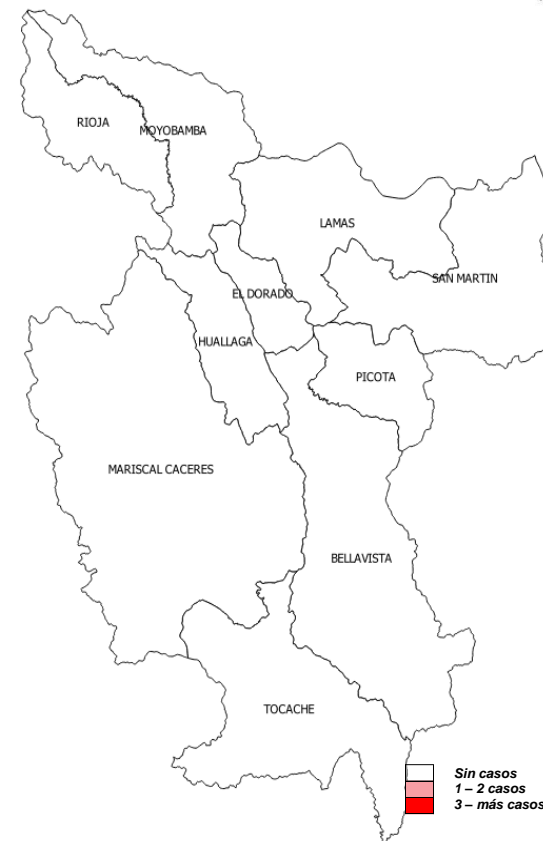 RIOJA
MOYOBAMBA
LAMAS
SAN MARTIN
EL DORADO
HUALLAGA
PICOTA
MARISCAL CACERES
BELLAVISTA
TOCACHE
Sin casos
1 – 2 casos
3 – más casos